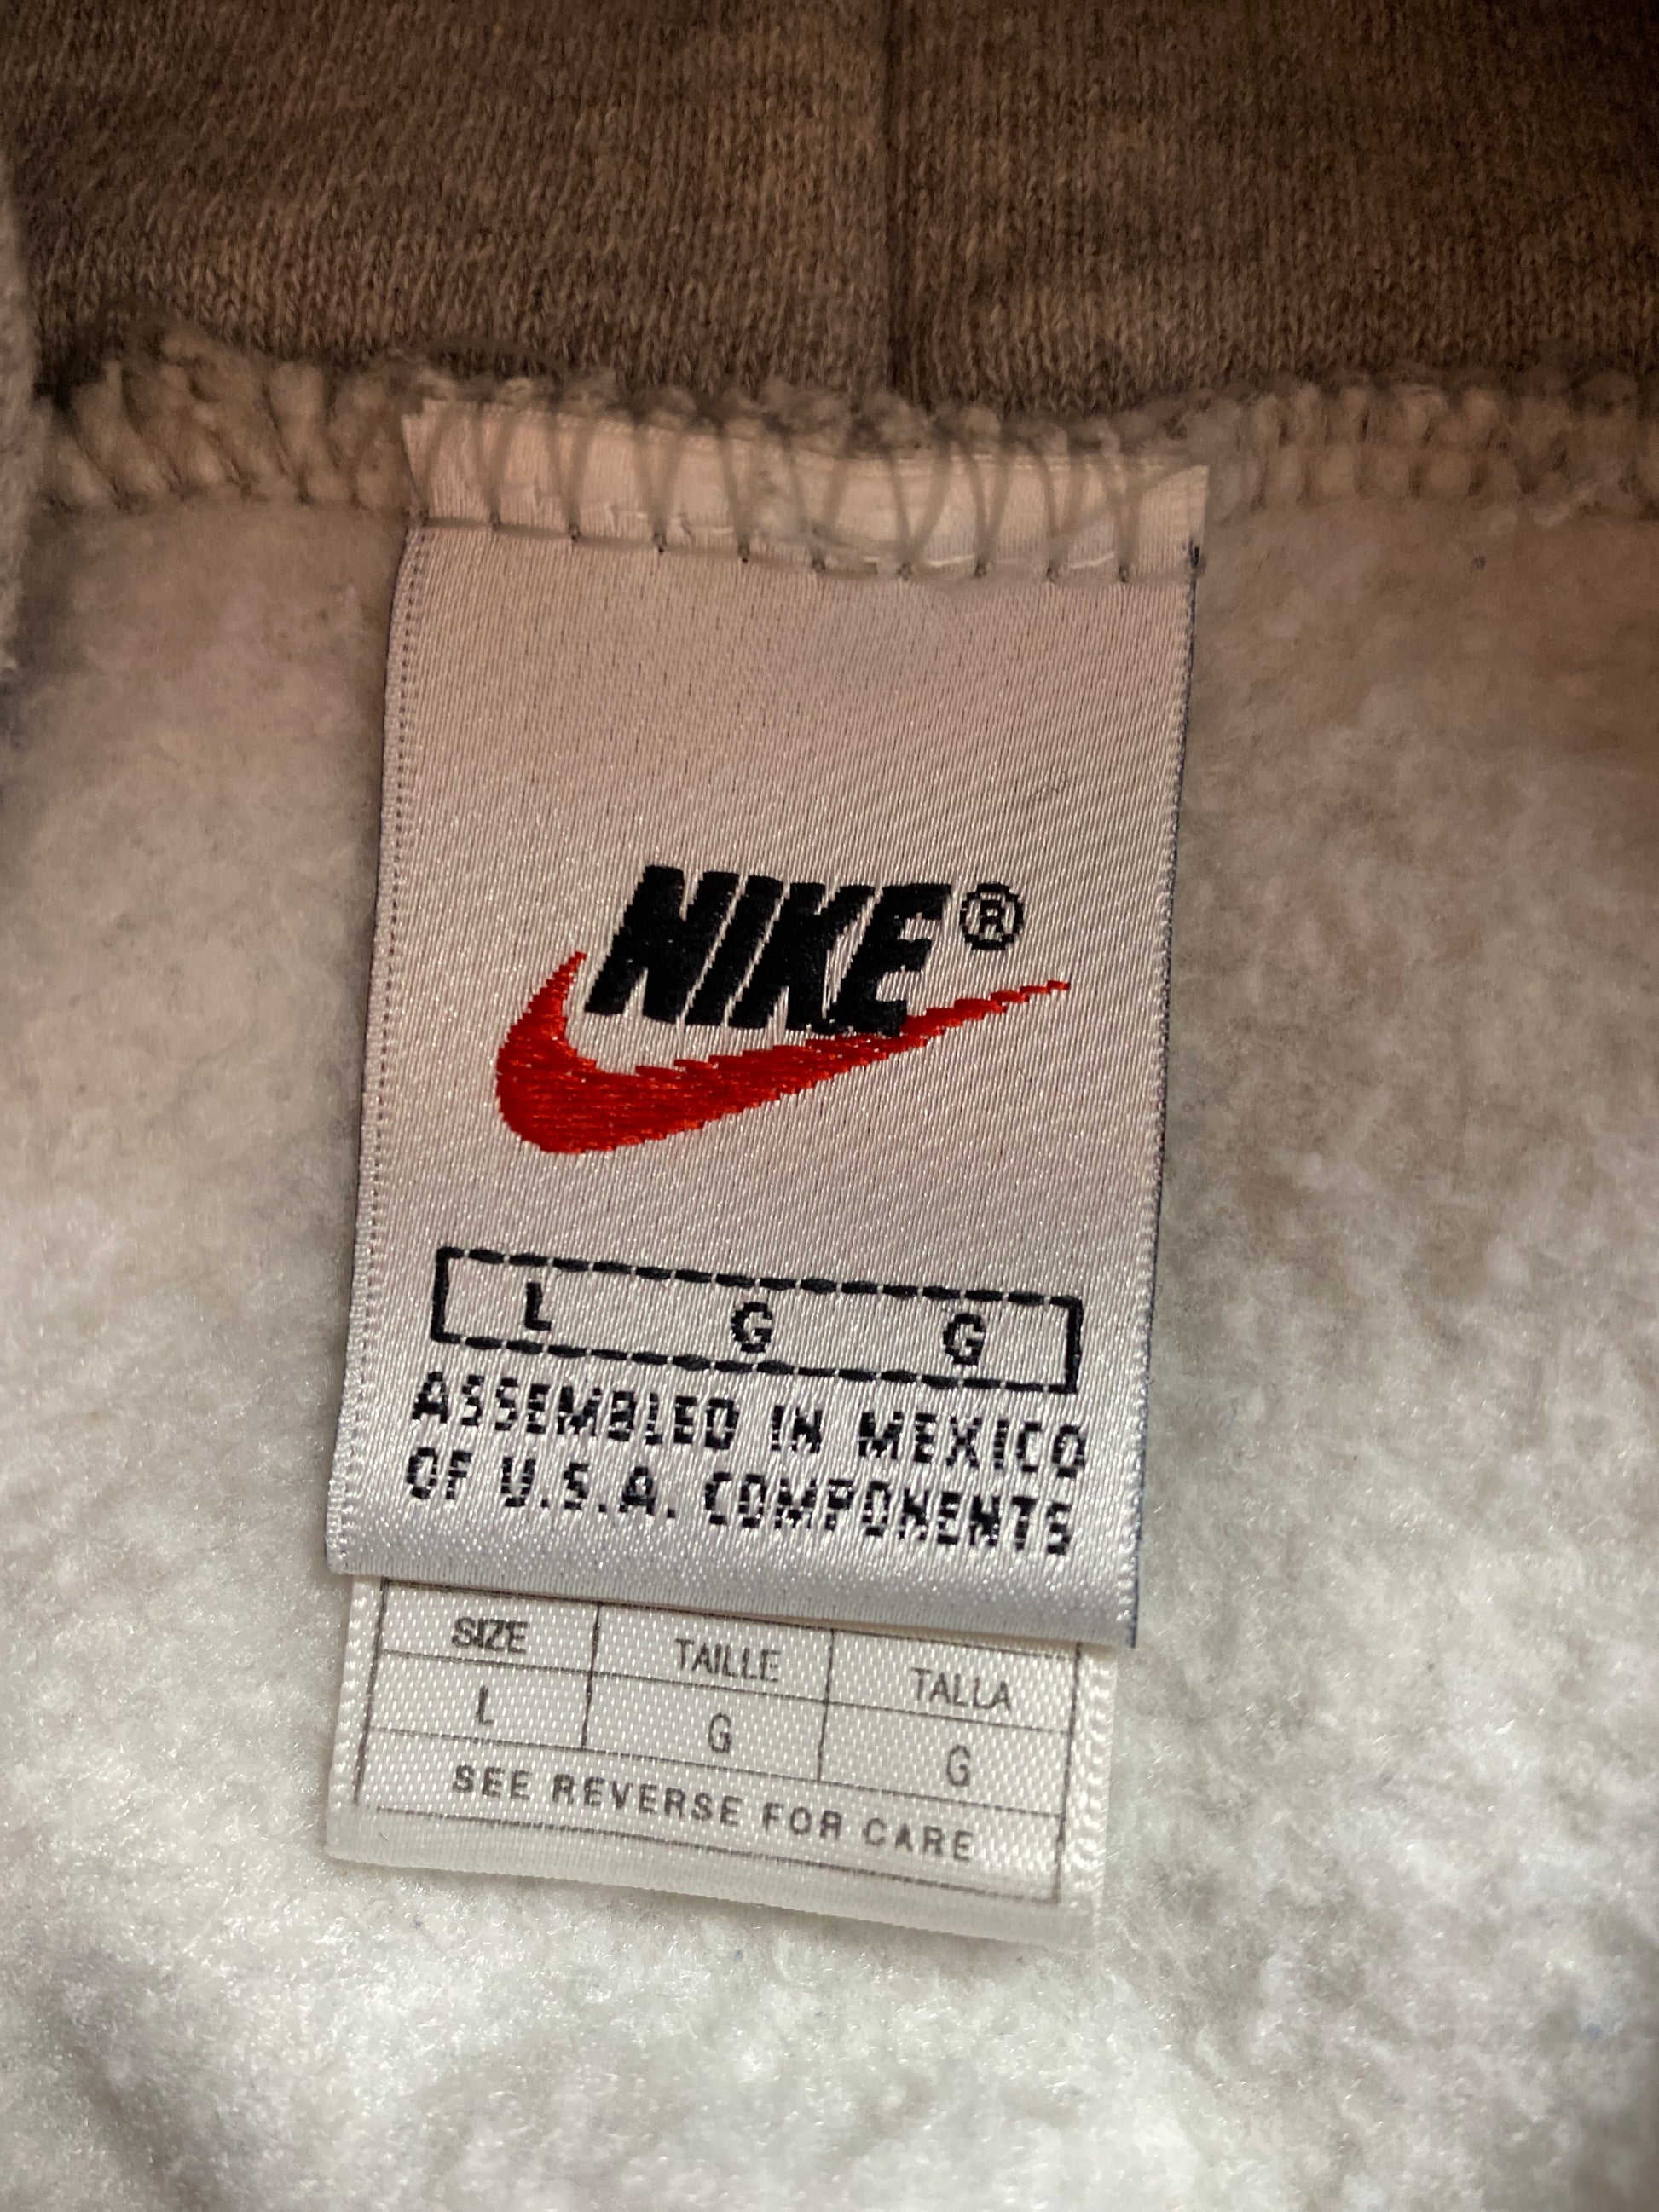 NIKE®
L G G
ASSEMBLED IN MEXICO
OF U.S.A. COMPONENTS
SIZE TAILLE TALLA
L G G
SEE REVERSE FOR CARE